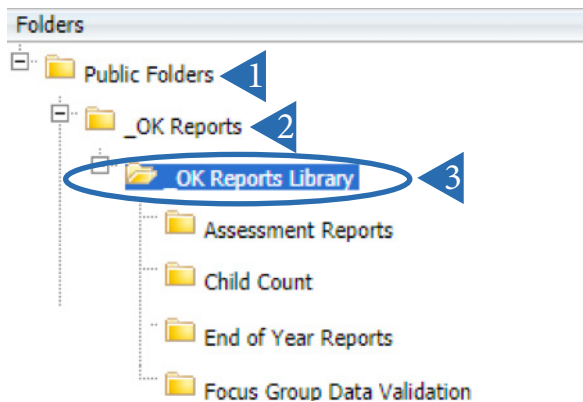 Folders
Public Folders 1
_OK Reports 2
_OK Reports Library 3
Assessment Reports
Child Count
End of Year Reports
Focus Group Data Validation